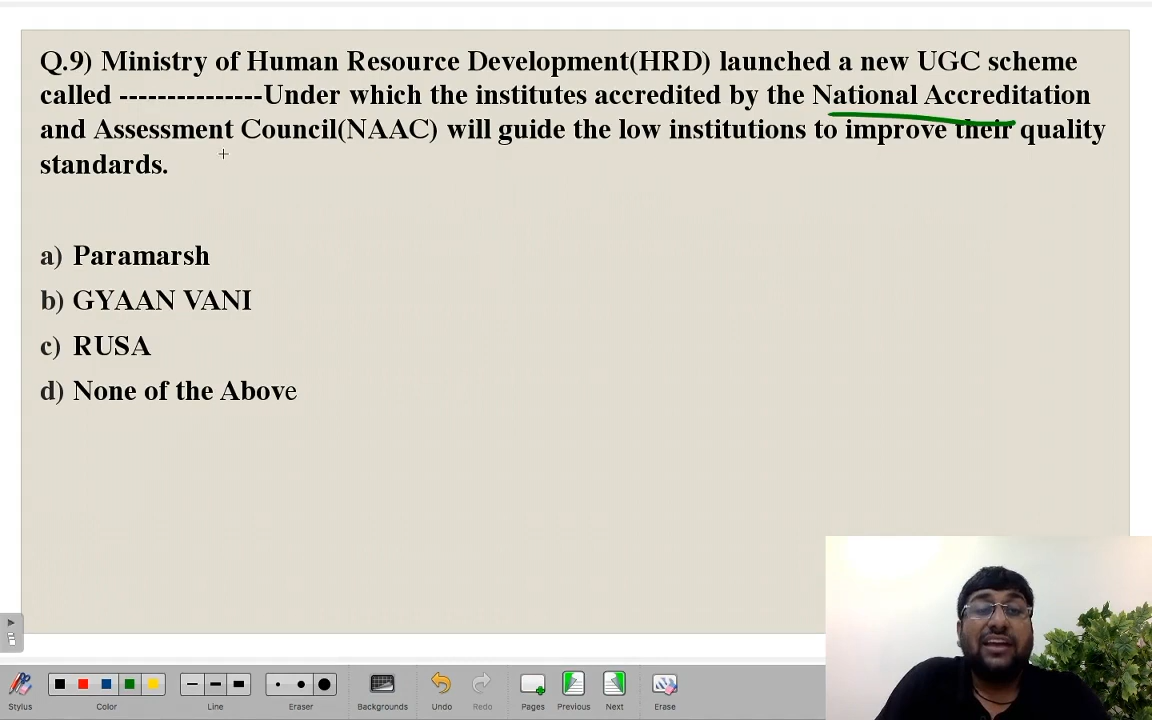 Q.9) Ministry of Human Resource Development(HRD) launched a new UGC scheme
called ---------------Under which the institutes accredited by the National Accreditation
and Assessment Council(NAAC) will guide the low institutions to improve their quality
standards.
a) Paramarsh
b) GYAAN VANI
c) RUSA
d) None of the Above
Stylus Color Line Eraser Backgrounds Undo Redo Pages Previous Next Erase